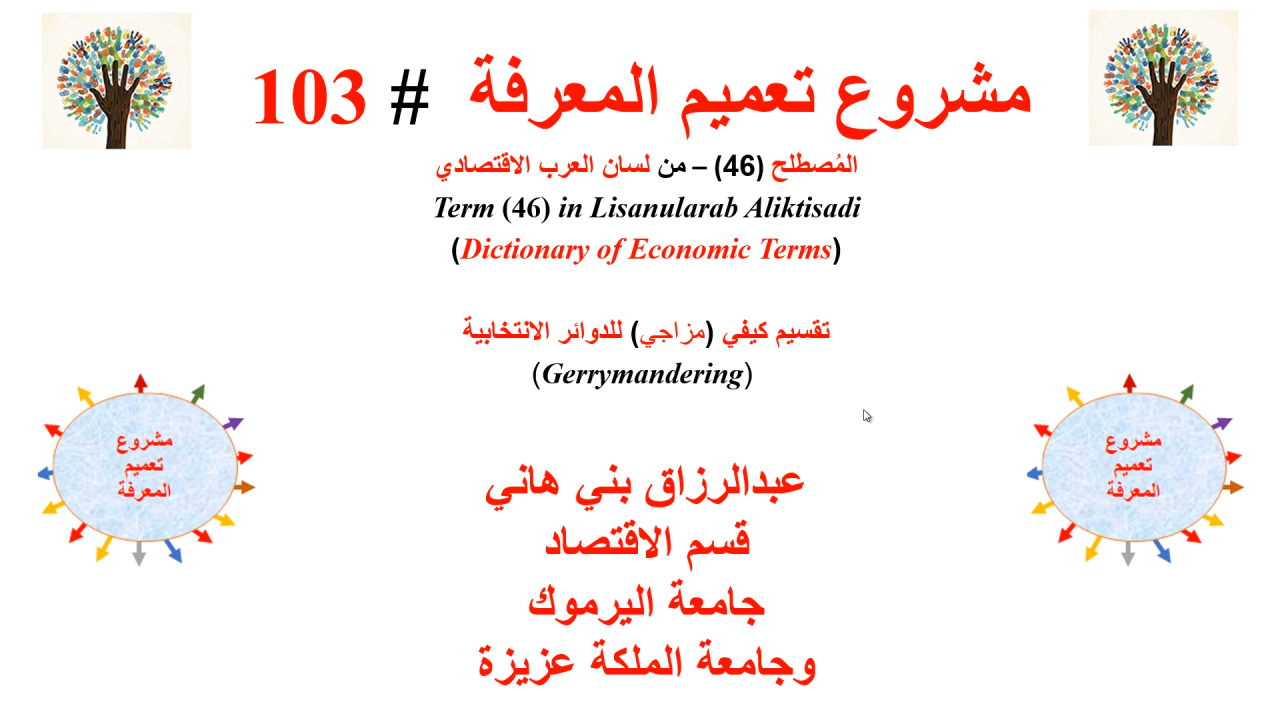 مشروع تعميم المعرفة # 103
المُصطلح (46) – من لسان العرب الاقتصادي
Term (46) in Lisanularab Aliktisadi
(Dictionary of Economic Terms)
تقسيم كيفي (مزاجي) للدوائر الانتخابية
(Gerrymandering)
مشروع
تعميم
المعرفة
مشروع
تعميم
المعرفة
عبدالرزاق بني هاني
قسم الاقتصاد
جامعة اليرموك
وجامعة الملكة عزيزة